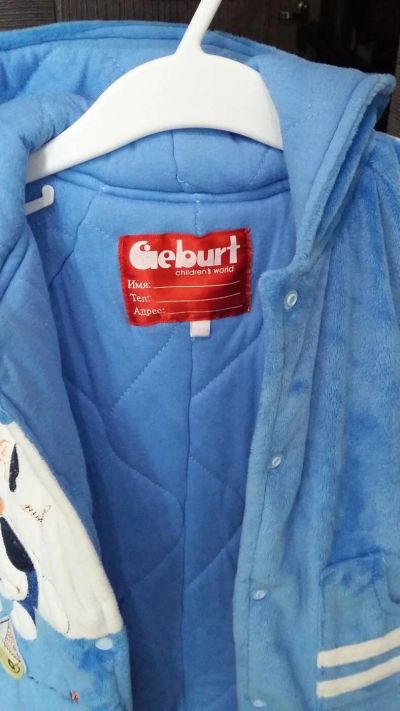 Geburt
children's world
Имя:
Тел:
Адрес: